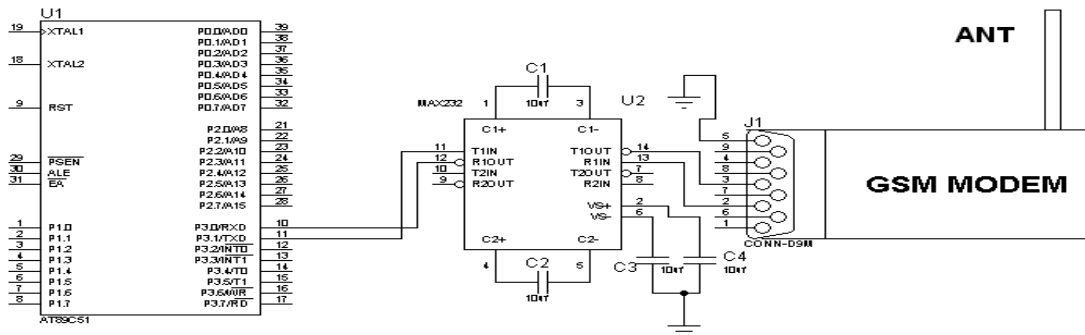 U1
19 XTAL1
18 XTAL2
9 RST
29 PSEN
30 ALE
31 EA
1 P1.0
2 P1.1
3 P1.2
4 P1.3
5 P1.4
6 P1.5
7 P1.6
8 P1.7
P0.0/AD0 39
P0.1/AD1 38
P0.2/AD2 37
P0.3/AD3 36
P0.4/AD4 35
P0.5/AD5 34
P0.6/AD6 33
P0.7/AD7 32
P2.0/A8 21
P2.1/A9 22
P2.2/A10 23
P2.3/A11 24
P2.4/A12 25
P2.5/A13 26
P2.6/A14 27
P2.7/A15 28
P3.0/RXD 10
P3.1/TXD 11
P3.2/INT0 12
P3.3/INT1 13
P3.4/T0 14
P3.5/T1 15
P3.6/WR 16
P3.7/RD 17
AT89C51
C1
10uF
MAX232
U2
1
3
C1+ C1-
11 T1IN
12 R1OUT
10 T2IN
9 R2OUT
T1OUT 14
R1IN 13
T2OUT 7
R2IN 8
VS+ 2
VS- 6
C2+ C2-
4
5
C2
10uF
C3
10uF
C4
10uF
J1
5
9
4
8
3
7
2
6
1
CONN-D9M
ANT
GSM MODEM